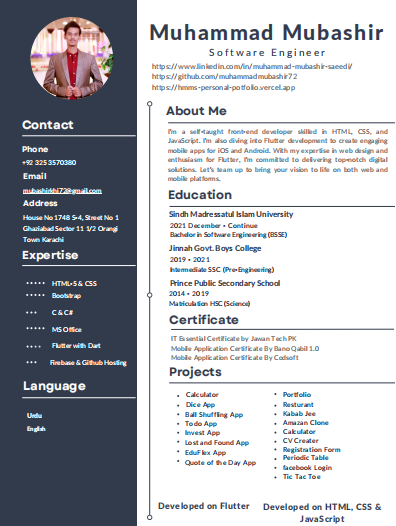 Muhammad Mubashir
Software Engineer
https://www.linkedin.com/in/muhammad-mubashir-saeedi/
https://github.com/muhammadmubashir72
https://hmms-personal-potfolio.vercel.app
Contact
Phone
+92 325 3570380
Email
mubashirkhi72@gmail.com
Address
House No 1748 S-4, Street No 1
Ghaziabad Sector 11 1/2 Orangi
Town Karachi
Expertise
HTML-5 & CSS
Bootstrap
C & C#
MS Office
Flutter with Dart
Firebase & Github Hosting
Language
Urdu
English
About Me
I'm a self-taught front-end developer skilled in HTML, CSS, and
JavaScript. I'm also diving into Flutter development to create engaging
mobile apps for iOS and Android. With my expertise in web design and
enthusiasm for Flutter, I'm committed to delivering top-notch digital
solutions. Let's team up to bring your vision to life on both web and
mobile platforms.
Education
Sindh Madressatul Islam University
2021 December • Continue
Bachelor in Software Engineering (BSSE)
Jinnah Govt. Boys College
2019 • 2021
Intermediate SSC (Pre-Engineering)
Prince Public Secondary School
2014 • 2019
Matriculation HSC (Science)
Certificate
IT Essential Certificate by Jawan Tech PK
Mobile Application Certificate By Bano Qabil 1.0
Mobile Application Certificate By Codsoft
Projects
• Calculator
• Dice App
• Ball Shuffling App
• Todo App
• Invest App
• Lost and Found App
• EduFlex App
• Quote of the Day App
Developed on Flutter
• Portfolio
• Resturant
• Kabab Jee
• Amazan Clone
• Calculator
• CV Creater
• Registration Form
• Periodic Table
• facebook Login
• Tic Tac Toe
Developed on HTML, CSS &
JavaScript